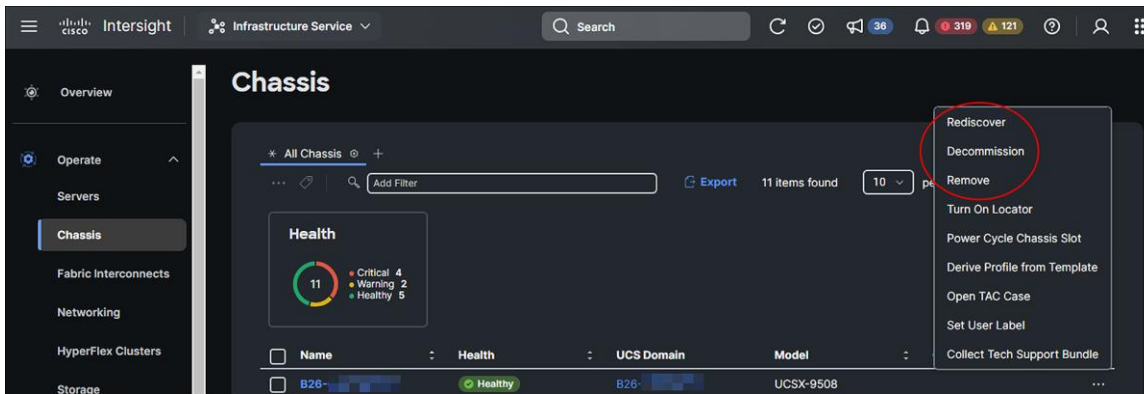 cisco Intersight
Infrastructure Service
Search
36
319
121
Overview
Operate
Servers
Chassis
Fabric Interconnects
Networking
HyperFlex Clusters
Storage
Chassis
All Chassis
Add Filter
Export
11 items found
10
pe
Health
11
Critical 4
Warning 2
Healthy 5
Name Health UCS Domain Model
B26- Healthy B26- UCSX-9508
Rediscover
Decommission
Remove
Turn On Locator
Power Cycle Chassis Slot
Derive Profile from Template
Open TAC Case
Set User Label
Collect Tech Support Bundle